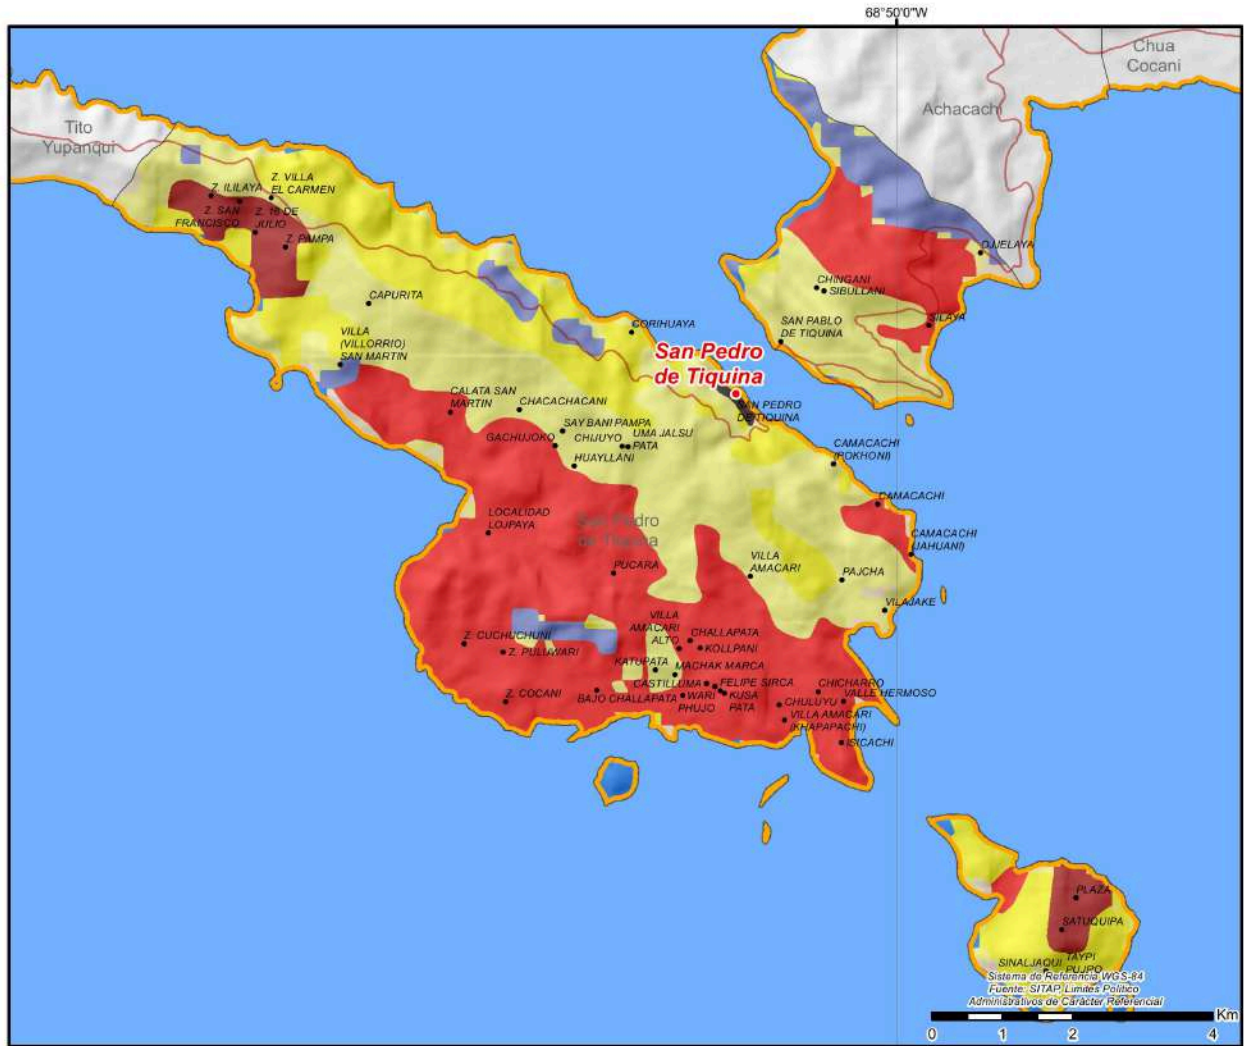 68°50'0"W
Chua
Cocani
Achacachi
Tito
Yupanqui
Z. VILLA
EL CARMEN
Z. ILILAYA
Z. SAN
FRANCISCO
Z. 16 DE
JULIO
Z. PAMPA
DJIELAYA
CHINGANI
SIBULLANI
CAPURITA
SILAYA
SAN PABLO
DE TIQUINA
CORIHUAYA
VILLA
(VILLORRIO)
SAN MARTIN
San Pedro
de Tiquina
SAN PEDRO
DE TIQUINA
CALATA SAN
MARTIN
CHACACHACANI
SAY BANI PAMPA
GACHUJOKO
CHIJUYO
UMA JALSU
PATA
HUAYLLANI
CAMACACHI
(POKHONI)
CAMACACHI
LOCALIDAD
LOJPAYA
San Pedro
de Tiquina
CAMACACHI
(JAHUANI)
PUCARA
VILLA
AMACARI
PAJCHA
VILAJAKE
VILLA
AMACARI
ALTO
CHALLAPATA
KOLLPANI
Z. CUCHUCHUNI
Z. PULUWARI
KATUPATA
MACHAK MARCA
CASTILLUMA
FELIPE SIRCA
CHICHARRO
VALLE HERMOSO
Z. COCANI
BAJO CHALLAPATA
WARI
PHUJO
KUSA
PATA
CHULUYU
VILLA AMACARI
(KHAPAPACHI)
ISICACHI
PLAZA
SATUQUIPA
SINALJAQUI
TAYPI
PUJPO
Sistema de Referencia WGS-84
Fuente: SITAP, Limites Politico
Administrativos de Carácter Referencial
Km
0 1 2 4